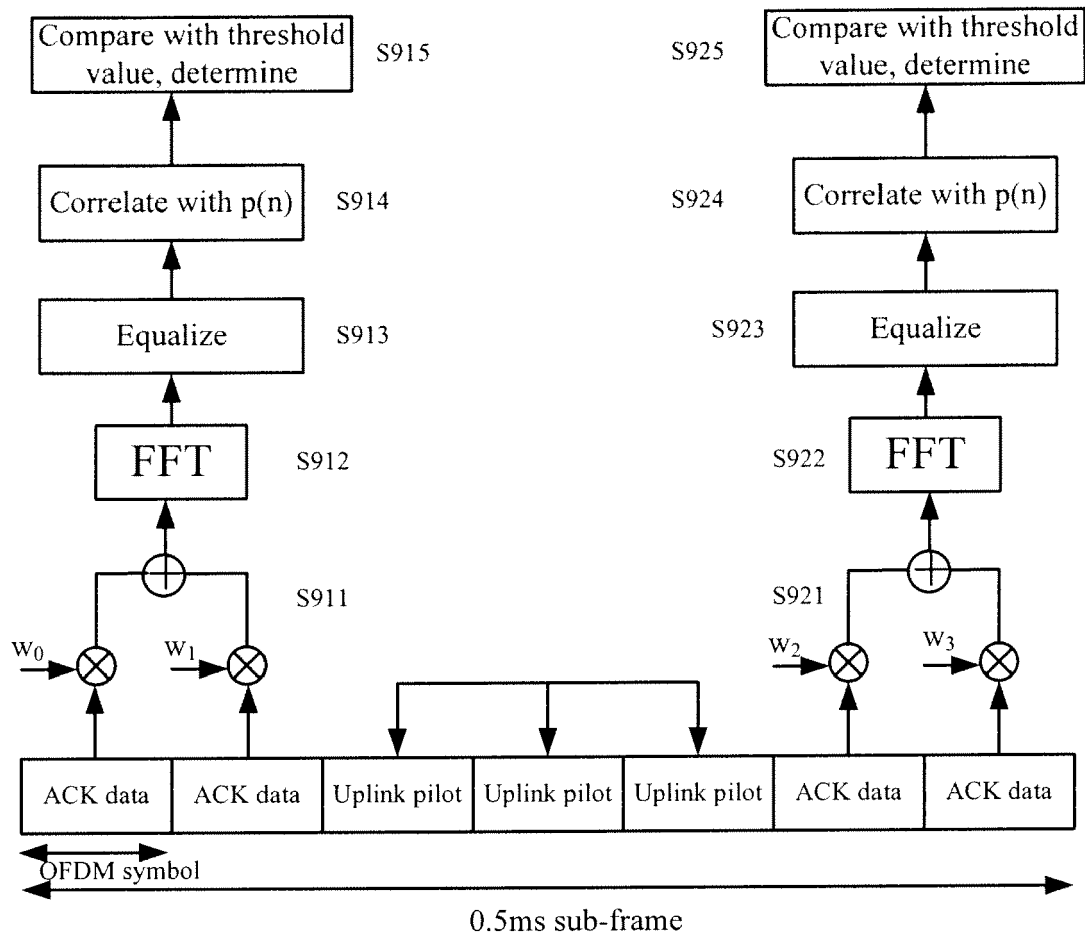 Compare with threshold
value, determine
S915
S925
Compare with threshold
value, determine
Correlate with p(n)
S914
S924
Correlate with p(n)
Equalize
S913
S923
Equalize
FFT
S912
S922
FFT
S911
S921
w0
w1
w2
w3
ACK data
ACK data
Uplink pilot
Uplink pilot
Uplink pilot
ACK data
ACK data
OFDM symbol
0.5ms sub-frame